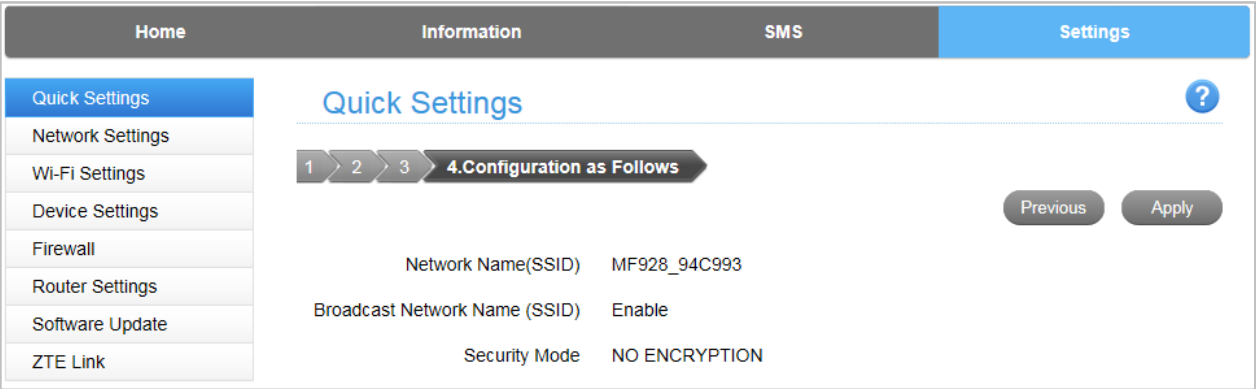 Home Information SMS Settings
Quick Settings
Network Settings
Wi-Fi Settings
Device Settings
Firewall
Router Settings
Software Update
ZTE Link
Quick Settings ?
1 2 3 4.Configuration as Follows
Previous Apply
Network Name(SSID) MF928_94C993
Broadcast Network Name (SSID) Enable
Security Mode NO ENCRYPTION